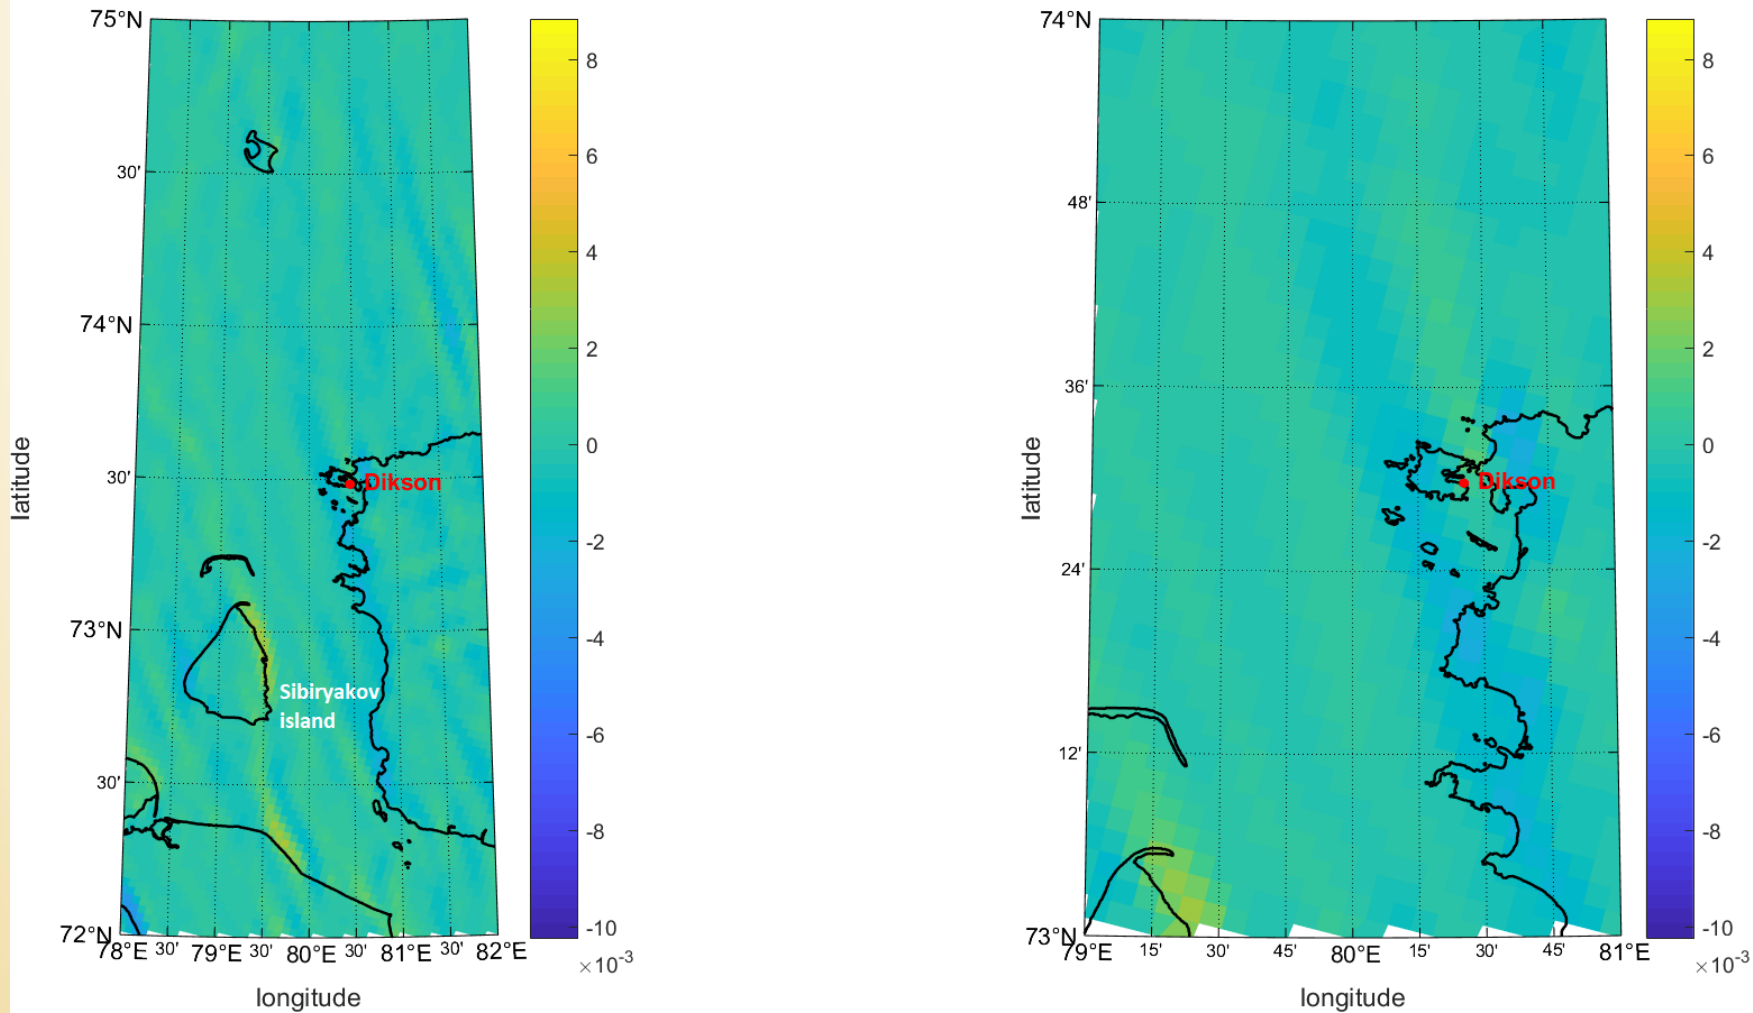 75°N
30'
74°N
30'
73°N
30'
72°N
78°E 30' 79°E 30' 80°E 30' 81°E 30' 82°E
latitude
longitude
Dikson
Sibiryakov
island
8
6
4
2
0
-2
-4
-6
-8
-10
×10-3
74°N
48'
36'
24'
12'
73°N
79°E 15' 30' 45' 80°E 15' 30' 45' 81°E
latitude
longitude
Dikson
8
6
4
2
0
-2
-4
-6
-8
-10
×10-3